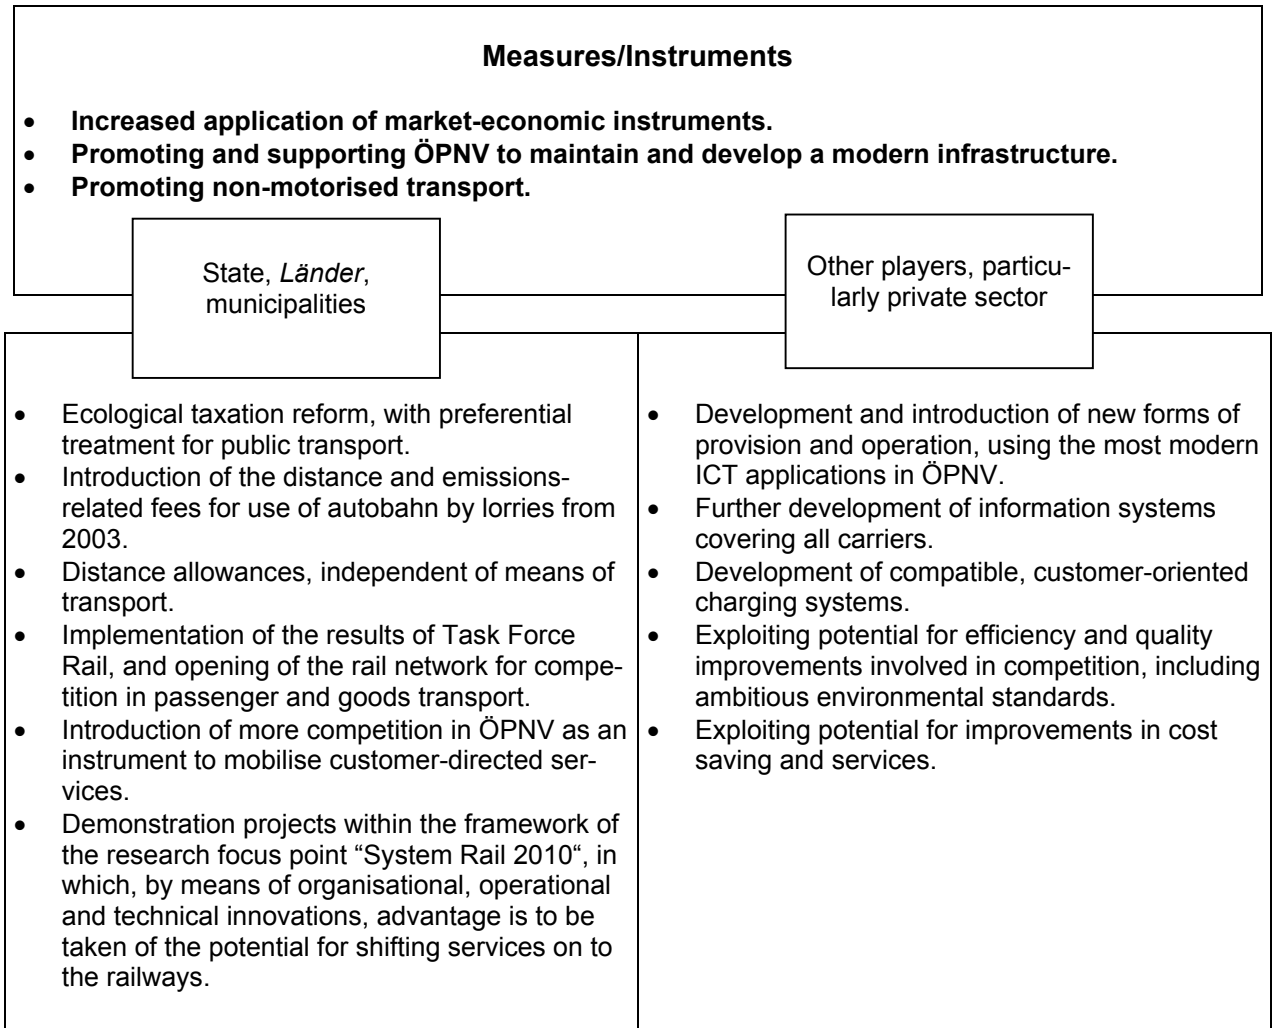 Measures/Instruments
• Increased application of market-economic instruments.
• Promoting and supporting ÖPNV to maintain and develop a modern infrastructure.
• Promoting non-motorised transport.
State, Länder,
municipalities
Other players, particu-
larly private sector
• Ecological taxation reform, with preferential
treatment for public transport.
• Introduction of the distance and emissions-
related fees for use of autobahn by lorries from
2003.
• Distance allowances, independent of means of
transport.
• Implementation of the results of Task Force
Rail, and opening of the rail network for compe-
tition in passenger and goods transport.
• Introduction of more competition in ÖPNV as an
instrument to mobilise customer-directed ser-
vices.
• Demonstration projects within the framework of
the research focus point “System Rail 2010“, in
which, by means of organisational, operational
and technical innovations, advantage is to be
taken of the potential for shifting services on to
the railways.
• Development and introduction of new forms of
provision and operation, using the most modern
ICT applications in ÖPNV.
• Further development of information systems
covering all carriers.
• Development of compatible, customer-oriented
charging systems.
• Exploiting potential for efficiency and quality
improvements involved in competition, including
ambitious environmental standards.
• Exploiting potential for improvements in cost
saving and services.